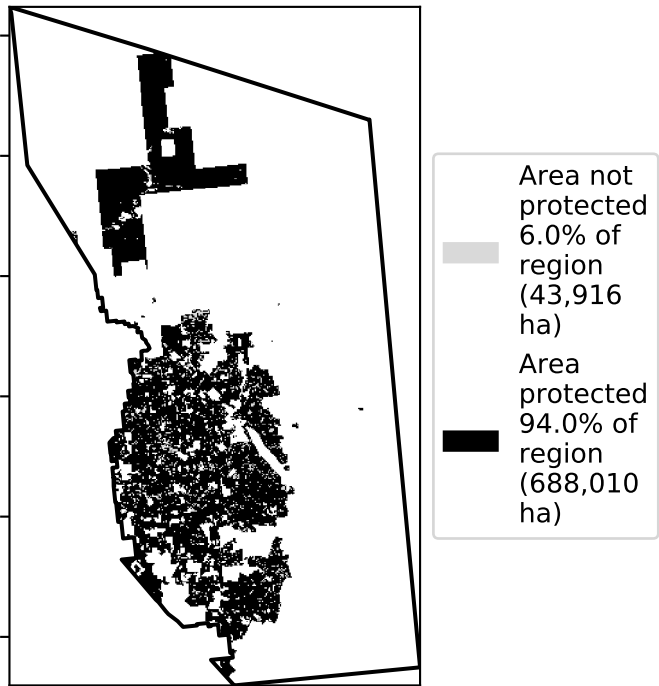 Area not
protected
6.0% of
region
(43,916
ha)
Area
protected
94.0% of
region
(688,010
ha)